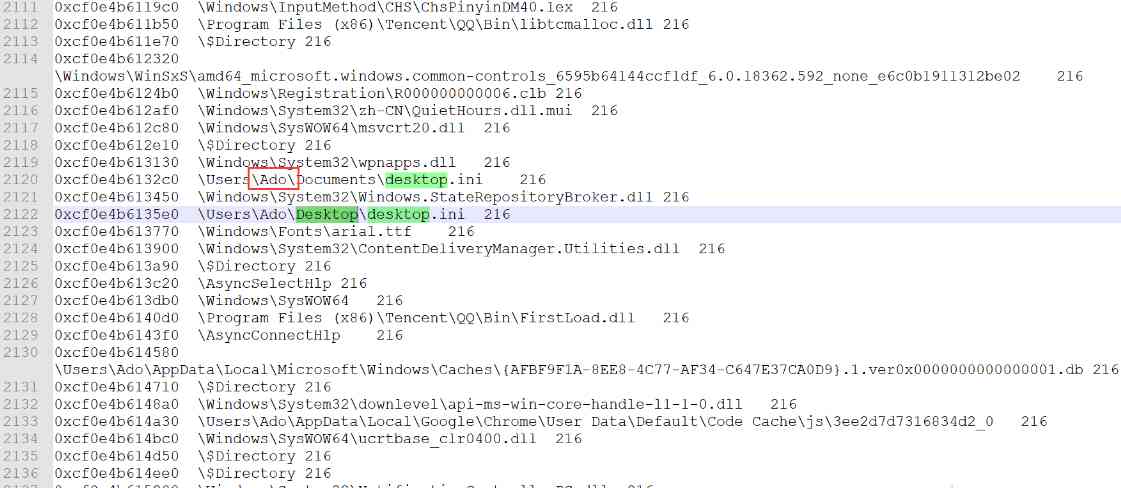 2111 0xcf0e4b6119c0 \Windows\InputMethod\CHS\ChsPinyinDM40.lex 216
2112 0xcf0e4b611b50 \Program Files (x86)\Tencent\QQ\Bin\libtcmalloc.dll 216
2113 0xcf0e4b611e70 \$Directory 216
2114 0xcf0e4b612320
\Windows\WinSxS\amd64_microsoft.windows.common-controls_6595b64144ccf1df_6.0.18362.592_none_e6c0b1911312be02 216
2115 0xcf0e4b6124b0 \Windows\Registration\R000000000006.clb 216
2116 0xcf0e4b612af0 \Windows\System32\zh-CN\QuietHours.dll.mui 216
2117 0xcf0e4b612c80 \Windows\SysWOW64\msvcrt20.dll 216
2118 0xcf0e4b612e10 \$Directory 216
2119 0xcf0e4b613130 \Windows\System32\wpnapps.dll 216
2120 0xcf0e4b6132c0 \Users\Ado\Documents\desktop.ini 216
2121 0xcf0e4b613450 \Windows\System32\Windows.StateRepositoryBroker.dll 216
2122 0xcf0e4b6135e0 \Users\Ado\Desktop\desktop.ini 216
2123 0xcf0e4b613770 \Windows\Fonts\arial.ttf 216
2124 0xcf0e4b613900 \Windows\System32\ContentDeliveryManager.Utilities.dll 216
2125 0xcf0e4b613a90 \$Directory 216
2126 0xcf0e4b613c20 \AsyncSelectHlp 216
2127 0xcf0e4b613db0 \Windows\SysWOW64 216
2128 0xcf0e4b6140d0 \Program Files (x86)\Tencent\QQ\Bin\FirstLoad.dll 216
2129 0xcf0e4b6143f0 \AsyncConnectHlp 216
2130 0xcf0e4b614580
\Users\Ado\AppData\Local\Microsoft\Windows\Caches\{AFBF9F1A-8EE8-4C77-AF34-C647E37CA0D9}.1.ver0x0000000000000001.db 216
2131 0xcf0e4b614710 \$Directory 216
2132 0xcf0e4b6148a0 \Windows\System32\downlevel\api-ms-win-core-handle-l1-1-0.dll 216
2133 0xcf0e4b614a30 \Users\Ado\AppData\Local\Google\Chrome\User Data\Default\Code Cache\js\3ee2d7d7316834d2_0 216
2134 0xcf0e4b614bc0 \Windows\SysWOW64\ucrtbase_clr0400.dll 216
2135 0xcf0e4b614d50 \$Directory 216
2136 0xcf0e4b614ee0 \$Directory 216